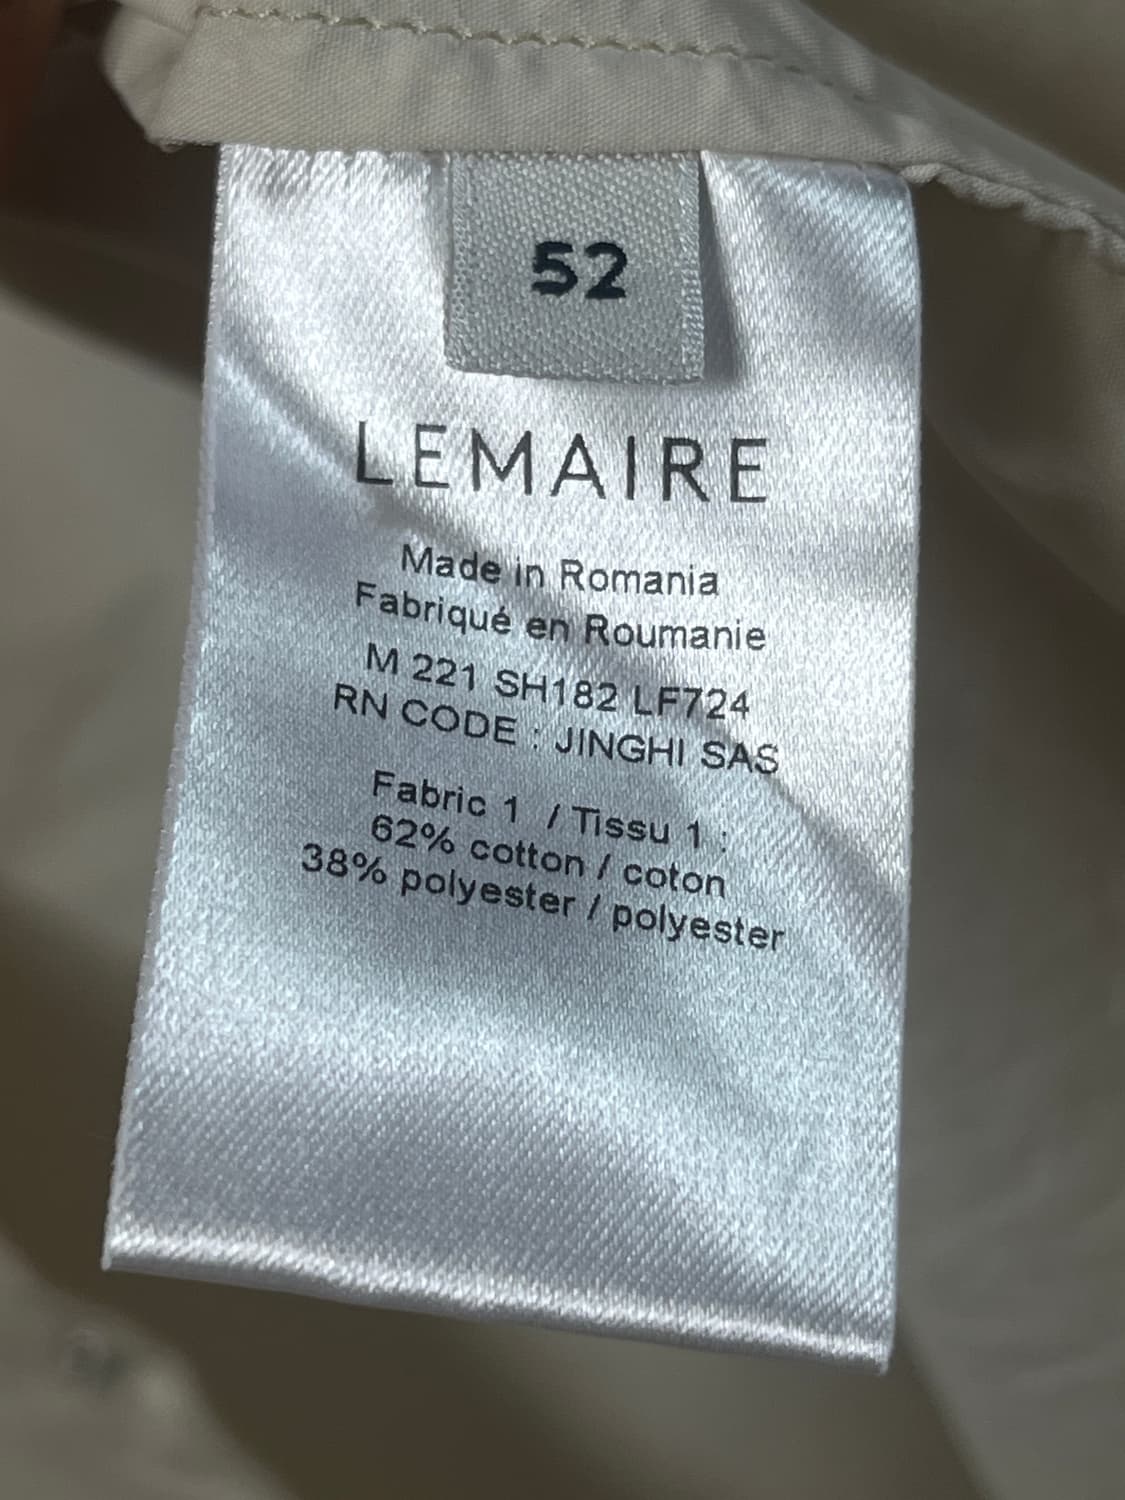 52
LEMAIRE
Made in Romania
Fabriqué en Roumanie
M 221 SH182 LF724
RN CODE : JINGHI SAS
Fabric 1 / Tissu 1 :
62% cotton / coton
38% polyester / polyester